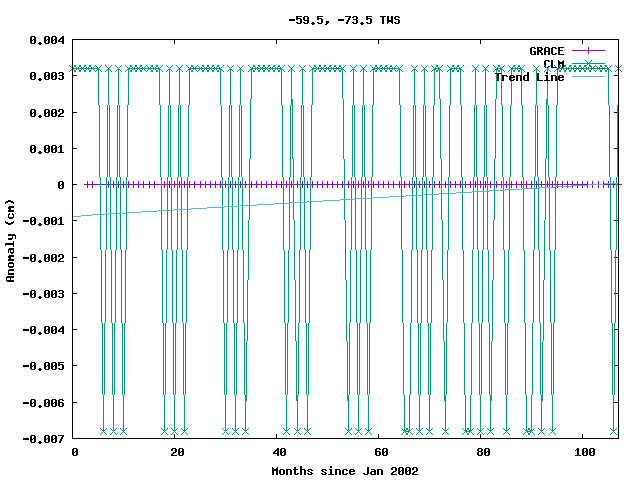 -59.5, -73.5 TWS
GRACE
CLM
Trend Line
0.004
0.003
0.002
0.001
0
-0.001
-0.002
-0.003
-0.004
-0.005
-0.006
-0.007
Anomaly (cm)
0 20 40 60 80 100
Months since Jan 2002